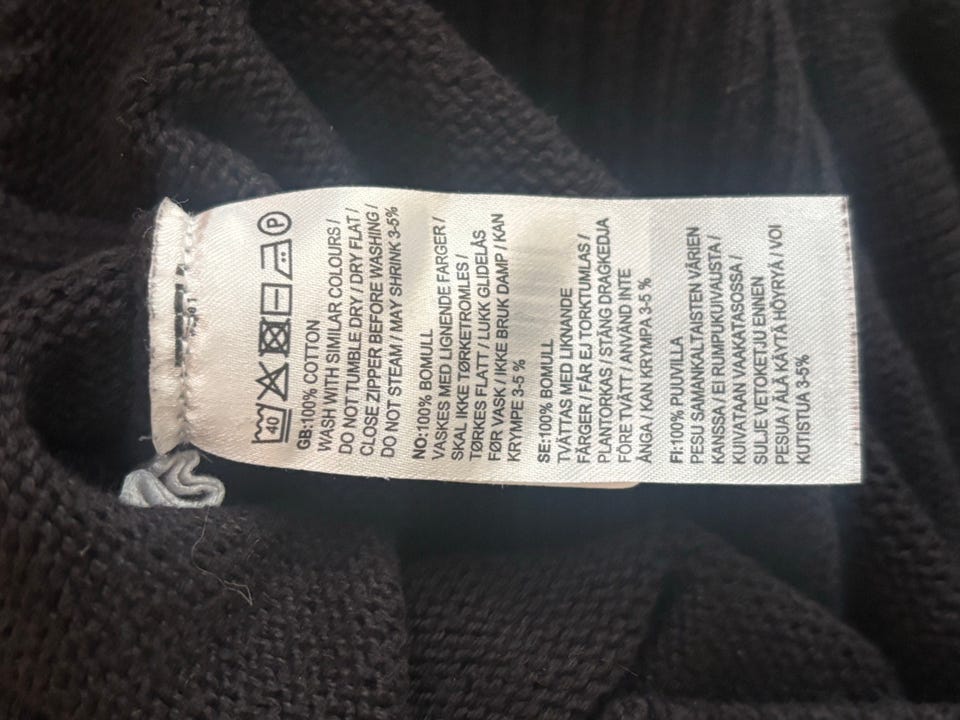 40 P
GB:100% COTTON
WASH WITH SIMILAR COLOURS /
DO NOT TUMBLE DRY / DRY FLAT /
CLOSE ZIPPER BEFORE WASHING /
DO NOT STEAM / MAY SHRINK 3-5%
NO:100% BOMULL
VASKES MED LIGNENDE FARGER /
SKAL IKKE TØRKETROMLES /
TØRKES FLATT / LUKK GLIDELÅS
FØR VASK / IKKE BRUK DAMP / KAN
KRYMPE 3-5 %
SE:100% BOMULL
TVÄTTAS MED LIKNANDE
FÄRGER / FÅR EJ TORKTUMLAS /
PLANTORKAS / STÄNG DRAGKEDJA
FÖRE TVÄTT / ANVÄND INTE
ÅNGA / KAN KRYMPA 3-5 %
FI:100% PUUVILLA
PESU SAMANKALTAISTEN VÄRIEN
KANSSA / EI RUMPUKUIVAUSTA /
KUIVATAAN VAAKATASOSSA /
SULJE VETOKETJU ENNEN
PESUA / ÄLÄ KÄYTÄ HÖYRYÄ / VOI
KUTISTUA 3-5%